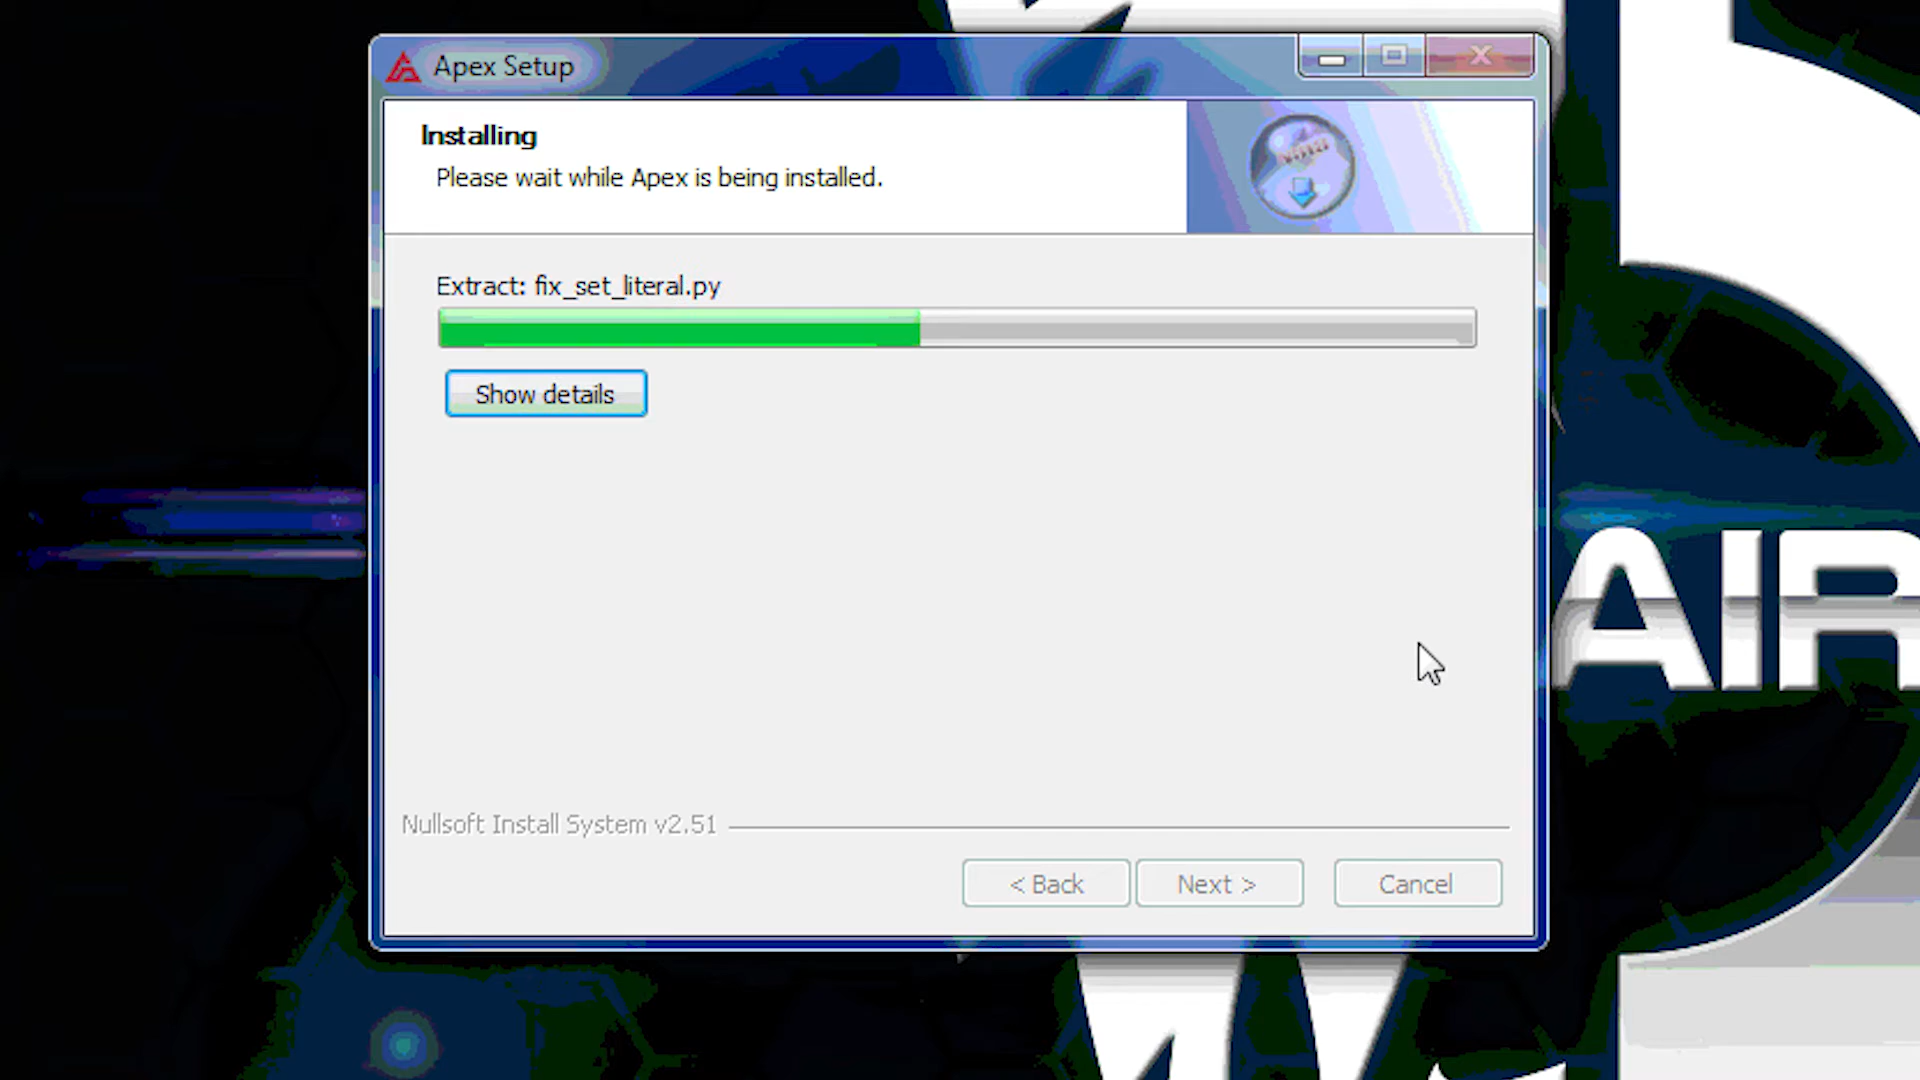 Apex Setup
Installing
Please wait while Apex is being installed.
Extract: fix_set_literal.py
Show details
AIR
Nullsoft Install System v2.51
< Back
Next >
Cancel